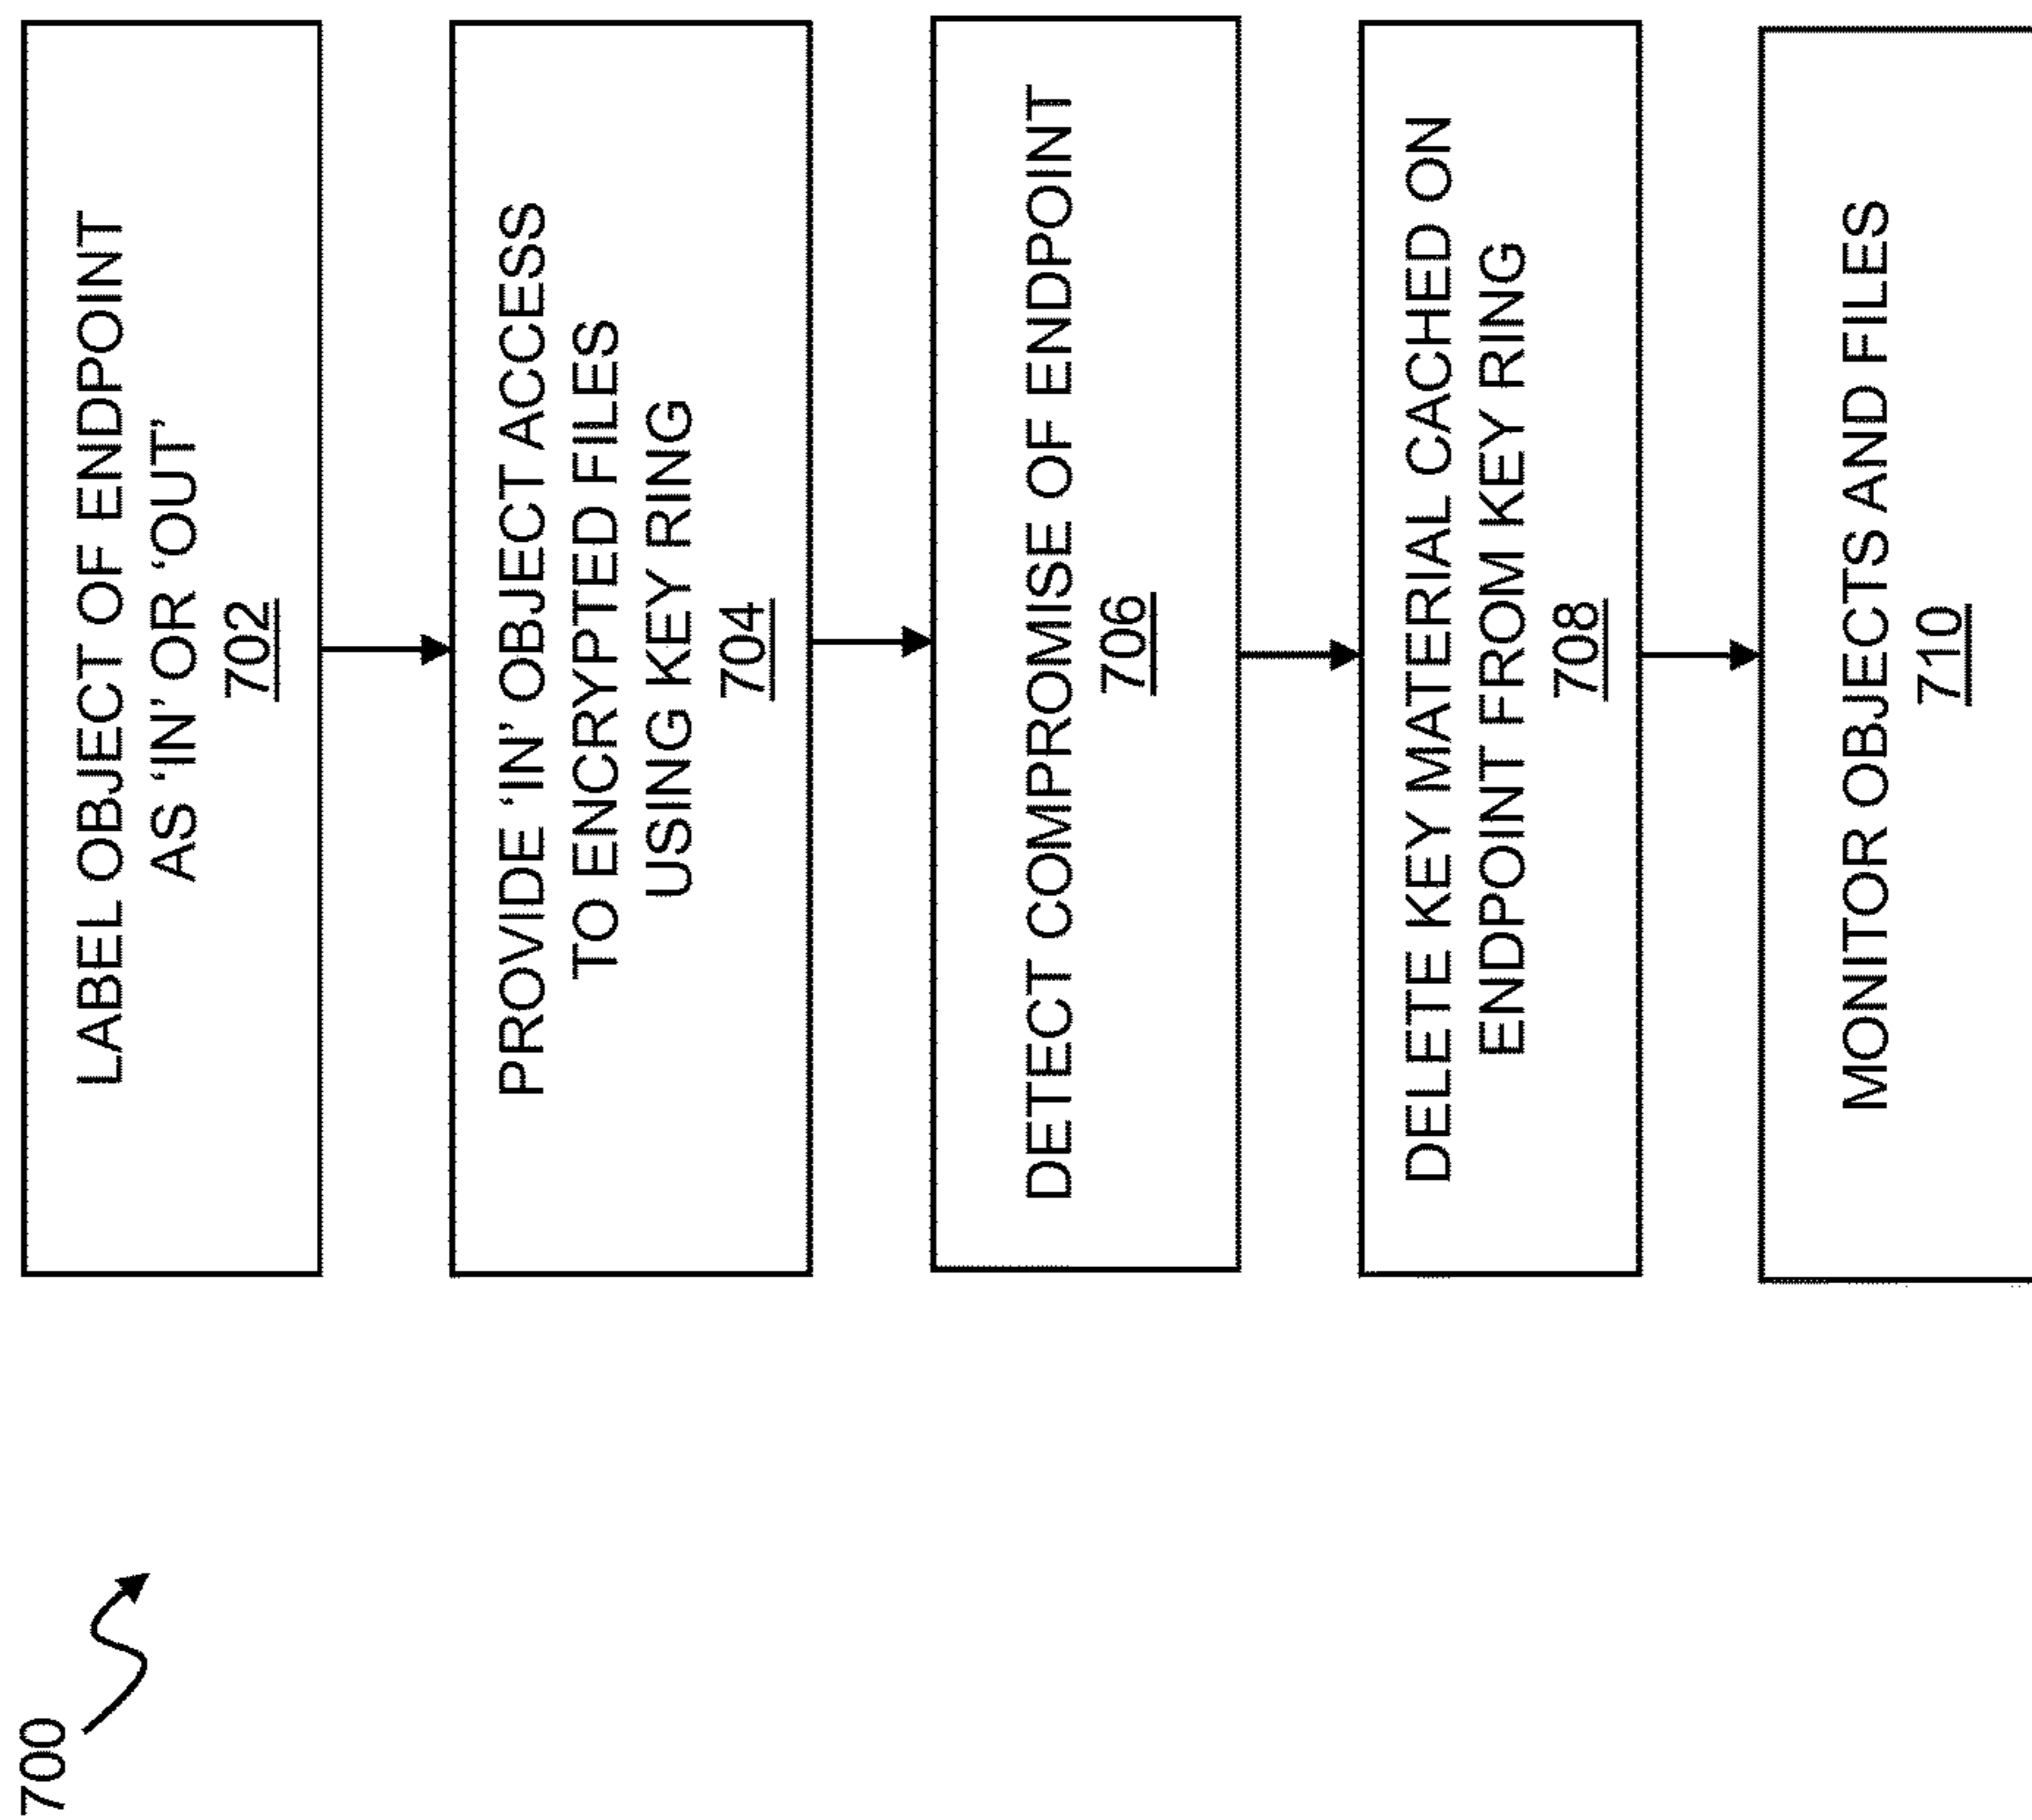 700
LABEL OBJECT OF ENDPOINT
AS ‘IN’ OR ‘OUT’
702
PROVIDE ‘IN’ OBJECT ACCESS
TO ENCRYPTED FILES
USING KEY RING
704
DETECT COMPROMISE OF ENDPOINT
706
DELETE KEY MATERIAL CACHED ON
ENDPOINT FROM KEY RING
708
MONITOR OBJECTS AND FILES
710